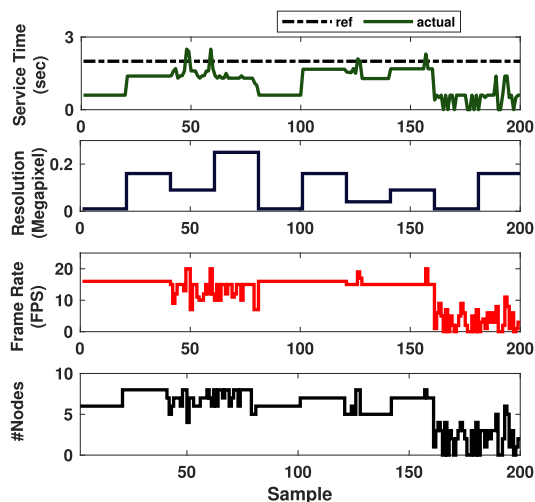 ref actual
Service Time
(sec)
3
0
0 50 100 150 200
Resolution
(Megapixel)
0.2
0
0 50 100 150 200
Frame Rate
(FPS)
20
10
0
0 50 100 150 200
#Nodes
10
5
0
50 100 150 200
Sample